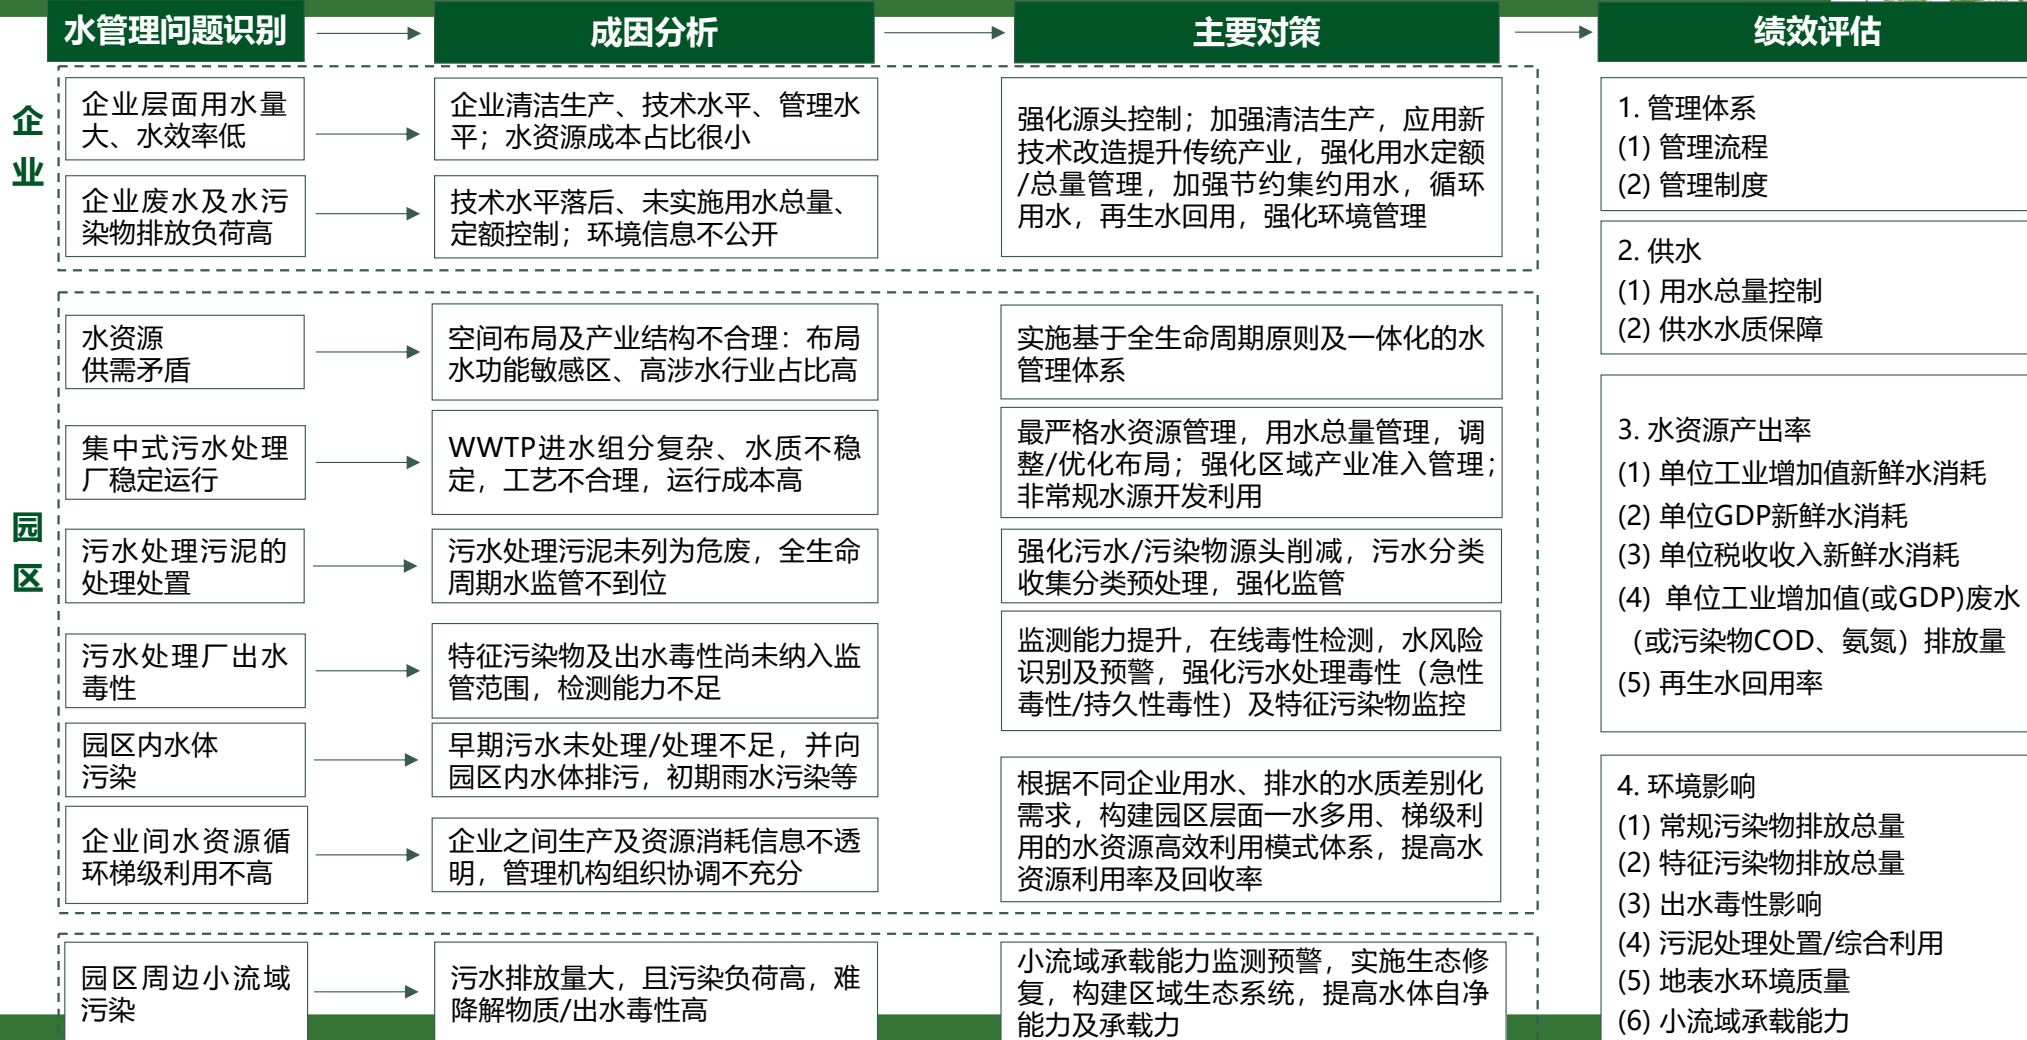 水管理问题识别
成因分析
主要对策
绩效评估
企
业
企业层面用水量
大、水效率低
企业清洁生产、技术水平、管理水
平；水资源成本占比很小
企业废水及水污
染物排放负荷高
技术水平落后、未实施用水总量、
定额控制；环境信息不公开
强化源头控制；加强清洁生产，应用新
技术改造提升传统产业，强化用水定额
/总量管理，加强节约集约用水，循环
用水，再生水回用，强化环境管理
园
区
水资源
供需矛盾
空间布局及产业结构不合理：布局
水功能敏感区、高涉水行业占比高
实施基于全生命周期原则及一体化的水
管理体系
集中式污水处理
厂稳定运行
WWTP进水组分复杂、水质不稳
定，工艺不合理，运行成本高
最严格水资源管理，用水总量管理，调
整/优化布局；强化区域产业准入管理；
非常规水源开发利用
污水处理污泥的
处理处置
污水处理污泥未列为危废，全生命
周期水监管不到位
强化污水/污染物源头削减，污水分类
收集分类预处理，强化监管
污水处理厂出水
毒性
特征污染物及出水毒性尚未纳入监
管范围，检测能力不足
监测能力提升，在线毒性检测，水风险
识别及预警，强化污水处理毒性（急性
毒性/持久性毒性）及特征污染物监控
园区内水体
污染
早期污水未处理/处理不足，并向
园区内水体排污，初期雨水污染等
企业间水资源循
环梯级利用不高
企业之间生产及资源消耗信息不透
明，管理机构组织协调不充分
根据不同企业用水、排水的水质差别化
需求，构建园区层面一水多用、梯级利
用的水资源高效利用模式体系，提高水
资源利用率及回收率
园区周边小流域
污染
污水排放量大，且污染负荷高，难
降解物质/出水毒性高
小流域承载能力监测预警，实施生态修
复，构建区域生态系统，提高水体自净
能力及承载力
1. 管理体系
(1) 管理流程
(2) 管理制度
2. 供水
(1) 用水总量控制
(2) 供水水质保障
3. 水资源产出率
(1) 单位工业增加值新鲜水消耗
(2) 单位GDP新鲜水消耗
(3) 单位税收收入新鲜水消耗
(4) 单位工业增加值(或GDP)废水
（或污染物COD、氨氮）排放量
(5) 再生水回用率
4. 环境影响
(1) 常规污染物排放总量
(2) 特征污染物排放总量
(3) 出水毒性影响
(4) 污泥处理处置/综合利用
(5) 地表水环境质量
(6) 小流域承载能力